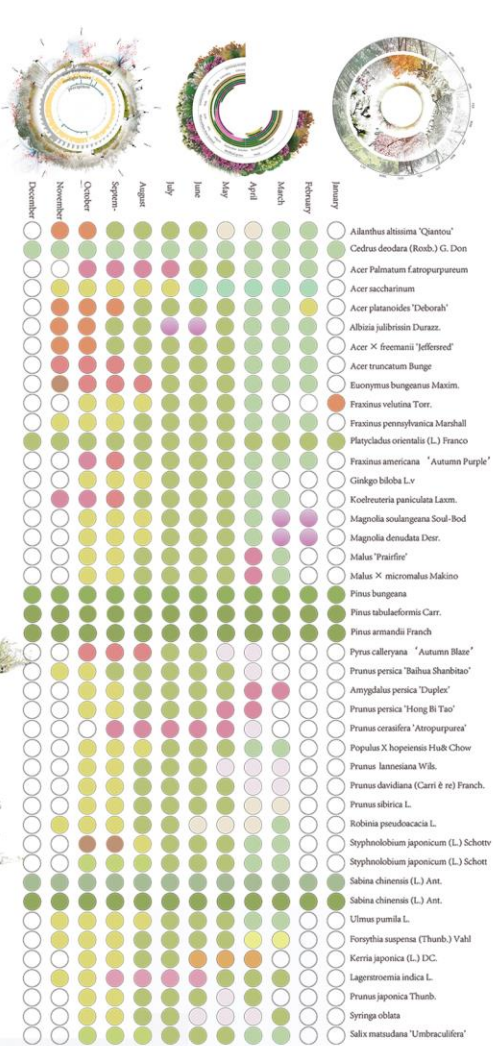 December
November
October
Septem-
August
July
June
May
April
March
February
January
Ailanthus altissima 'Qiantou'
Cedrus deodara (Roxb.) G. Don
Acer Palmatum f.atropurpureum
Acer saccharinum
Acer platanoides 'Deborah'
Albizia julibrissin Durazz.
Acer × freemanii 'Jeffersred'
Acer truncatum Bunge
Euonymus bungeanus Maxim.
Fraxinus velutina Torr.
Fraxinus pennsylvanica Marshall
Platycladus orientalis (L.) Franco
Fraxinus americana 'Autumn Purple'
Ginkgo biloba L.v
Koelreuteria paniculata Laxm.
Magnolia soulangeana Soul-Bod
Magnolia denudata Desr.
Malus 'Prairfire'
Malus × micromalus Makino
Pinus bungeana
Pinus tabulaeformis Carr.
Pinus armandii Franch
Pyrus calleryana 'Autumn Blaze'
Prunus persica 'Baihua Shanbitao'
Amygdalus persica 'Duplex'
Prunus persica 'Hong Bi Tao'
Prunus cerasifera 'Atropurpurea'
Populus X hopeiensis Hu& Chow
Prunus lannesiana Wils.
Prunus davidiana (Carri è re) Franch.
Prunus sibirica L.
Robinia pseudoacacia L.
Styphnolobium japonicum (L.) Schottv
Styphnolobium japonicum (L.) Schott
Sabina chinensis (L.) Ant.
Sabina chinensis (L.) Ant.
Ulmus pumila L.
Forsythia suspensa (Thunb.) Vahl
Kerria japonica (L.) DC.
Lagerstroemia indica L.
Prunus japonica Thunb.
Syringa oblata
Salix matsudana 'Umbraculifera'